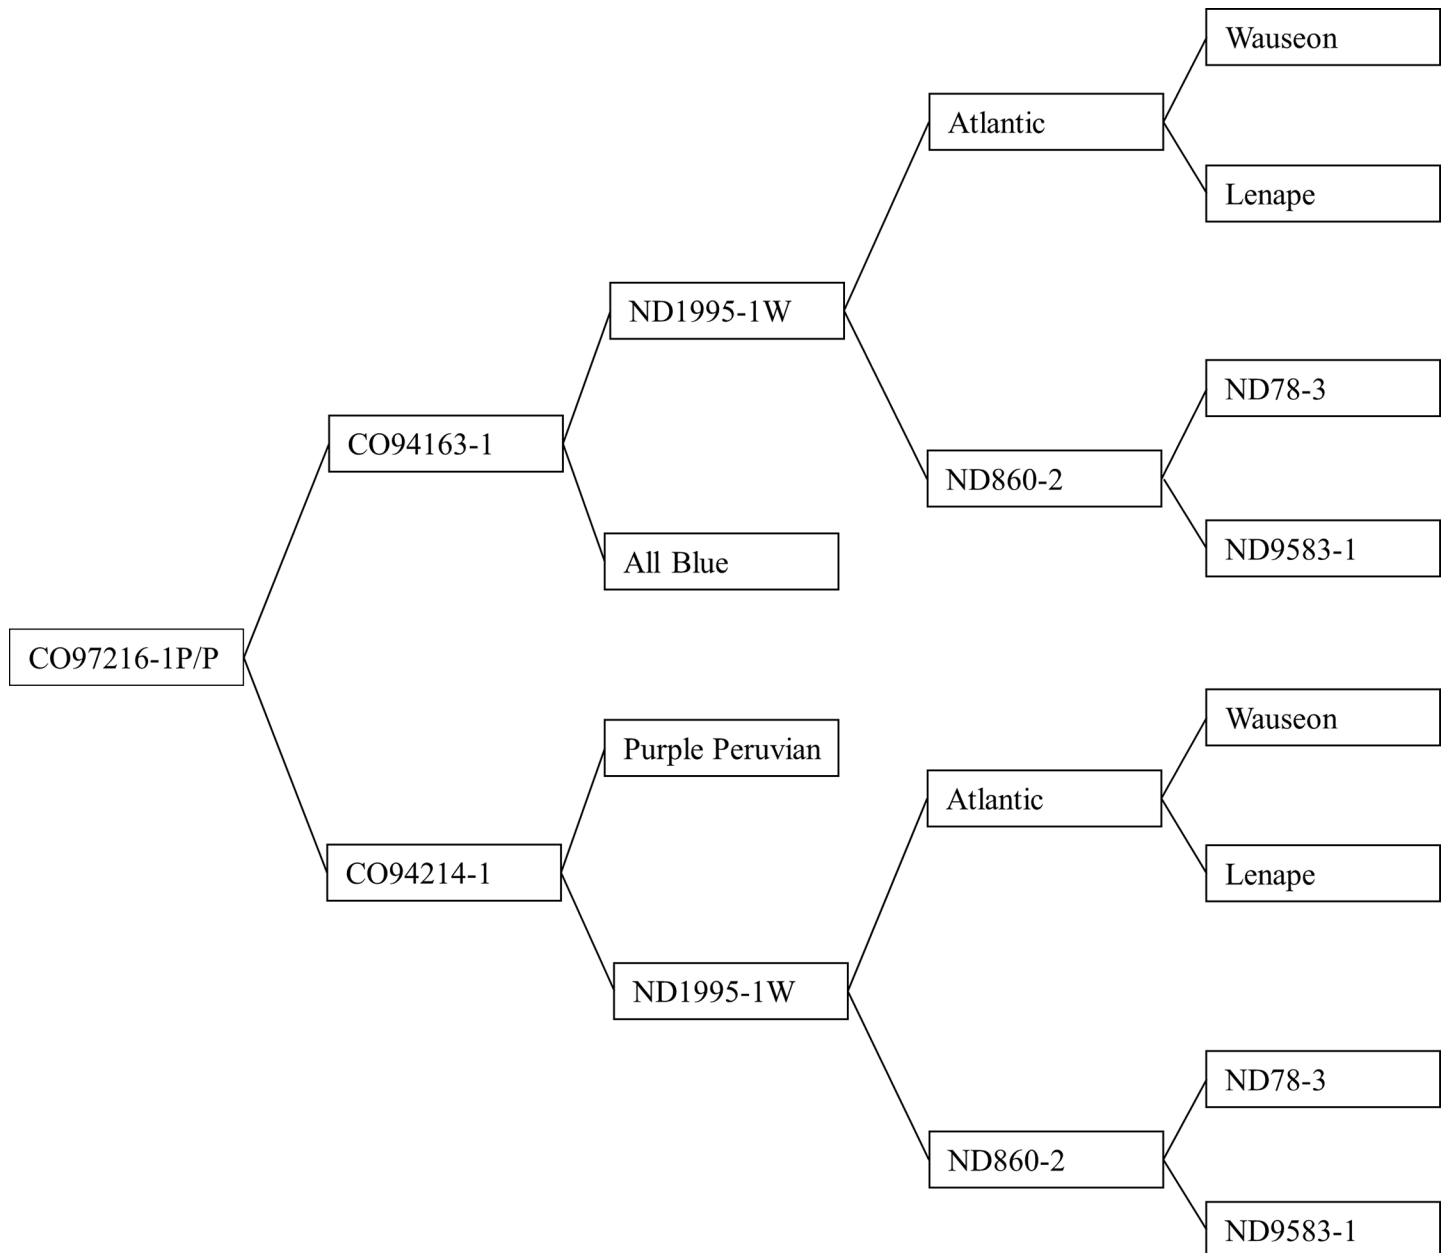 Wauseon
Atlantic
Lenape
ND1995-1W
ND78-3
CO94163-1
ND860-2
ND9583-1
All Blue
CO97216-1P/P
Wauseon
Purple Peruvian
Atlantic
CO94214-1
Lenape
ND1995-1W
ND78-3
ND860-2
ND9583-1